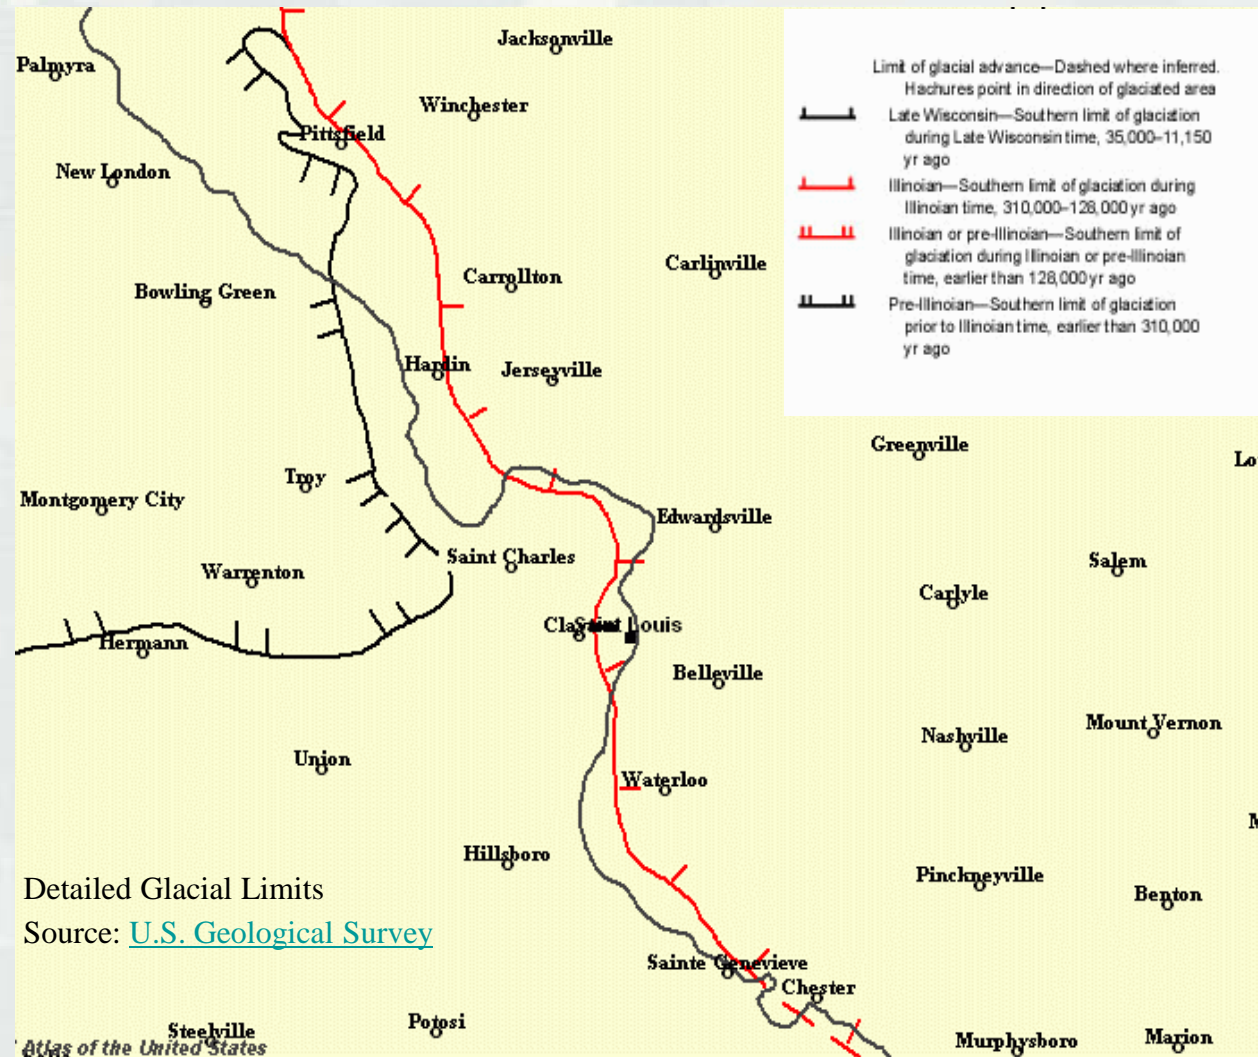 Jacksonville
Palmyra
Winchester
Pittsfield
New London
Carlinville
Carrollton
Bowling Green
Hardin
Jerseyville
Greenville
Lo
Troy
Montgomery City
Edwardsville
Saint Charles
Salem
Warrenton
Carlyle
Saint Louis
Hermann
Belleville
Mount Vernon
Nashville
Union
Waterloo
Hillsboro
Pinckneyville
Benton
Sainte Genevieve
Chester
Potosi
Steelville
Murphysboro
Marion
Limit of glacial advance—Dashed where inferred.
Hachures point in direction of glaciated area
Late Wisconsin—Southern limit of glaciation
during Late Wisconsin time, 35,000–11,150
yr ago
Illinoian—Southern limit of glaciation during
Illinoian time, 310,000–128,000 yr ago
Illinoian or pre-Illinoian—Southern limit of
glaciation during Illinoian or pre-Illinoian
time, earlier than 128,000 yr ago
Pre-Illinoian—Southern limit of glaciation
prior to Illinoian time, earlier than 310,000
yr ago
Detailed Glacial Limits
Source: U.S. Geological Survey
Atlas of the United States